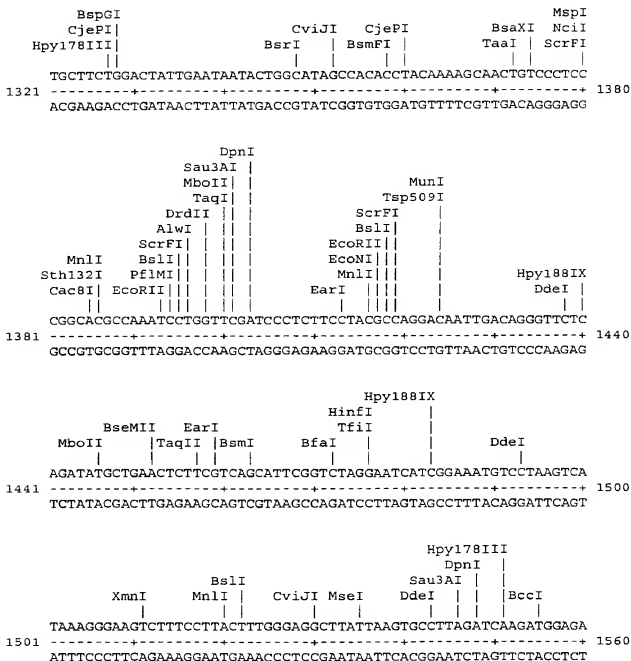 BspGI MspI
CjePI CviJI CjePI BsaXI NciI
Hpy178III BsrI BsmFI TaaI ScrFI
TGCTTCTGGACTATTGAATAATACTGGCATAGCCACACCTACAAAAGCAACTGTCCCTCC
1321 1380
ACGAAGACCTGATAACTTATTATGACCGTATCGGTGTGGATGTTTTCGTTGACAGGGAGG
DpnI
Sau3AI
MboII MunI
TaqI Tsp509I
DrdII ScrFI
AlwI BslI
ScrFI EcoRII
MnlI BslI EcoNI
Sth132I PflMI MnlI Hpy188IX
Cac8I EcoRII EarI DdeI
CGGCACGCCAAATCCTGGTTCGATCCCTCTTCCTACGCCAGGACAATTGACAGGGTTCTC
1381 1440
GCCGTGCGGTTTAGGACCAAGCTAGGGAGAAGGATGCGGTCCTGTTAACTGTCCCAAGAG
Hpy188IX
HinfI
BseMII EarI TfiI
MboII TaqII BsmI BfaI DdeI
AGATATGCTGAACTCTTCGTCAGCATTCGGTCTAGGAATCATCGGAAATGTCCTAAGTCA
1441 1500
TCTATACGACTTGAGAAGCAGTCGTAAGCCAGATCCTTAGTAGCCTTTACAGGATTCAGT
Hpy178III
DpnI
BslI Sau3AI
XmnI MnlI CviJI MseI DdeI BccI
TAAAGGGAAGTCTTTCCTTACTTTGGGAGGCTTATTAAGTGCCTTAGATCAAGATGGAGA
1501 1560
ATTTCCCTTCAGAAAGGAATGAAACCCTCCGAATAATTCACGGAATCTAGTTCTACCTCT